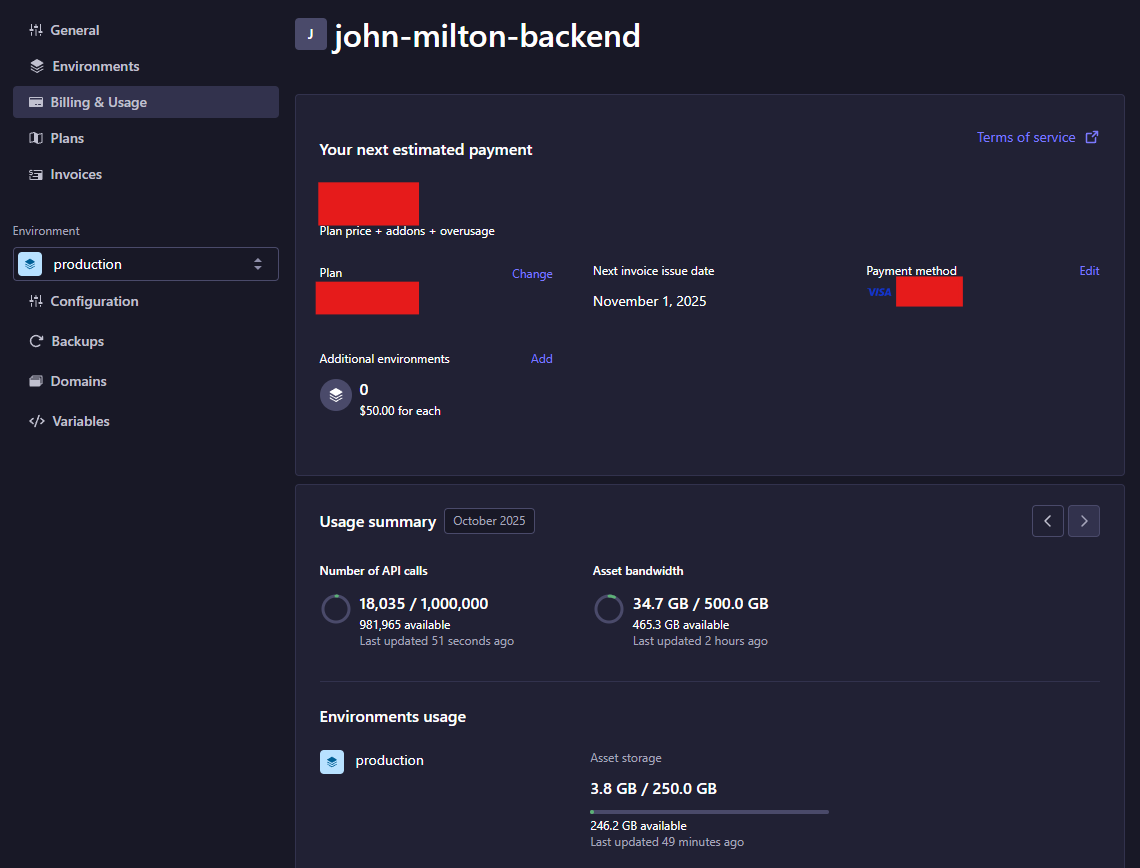 General
Environments
Billing & Usage
Plans
Invoices
Environment
production
Configuration
Backups
Domains
Variables
J
john-milton-backend
Your next estimated payment
Terms of service
Plan price + addons + overusage
Plan
Change
Next invoice issue date
November 1, 2025
Payment method
Edit
VISA
Additional environments
Add
0
$50.00 for each
Usage summary
October 2025
Number of API calls
18,035 / 1,000,000
981,965 available
Last updated 51 seconds ago
Asset bandwidth
34.7 GB / 500.0 GB
465.3 GB available
Last updated 2 hours ago
Environments usage
production
Asset storage
3.8 GB / 250.0 GB
246.2 GB available
Last updated 49 minutes ago